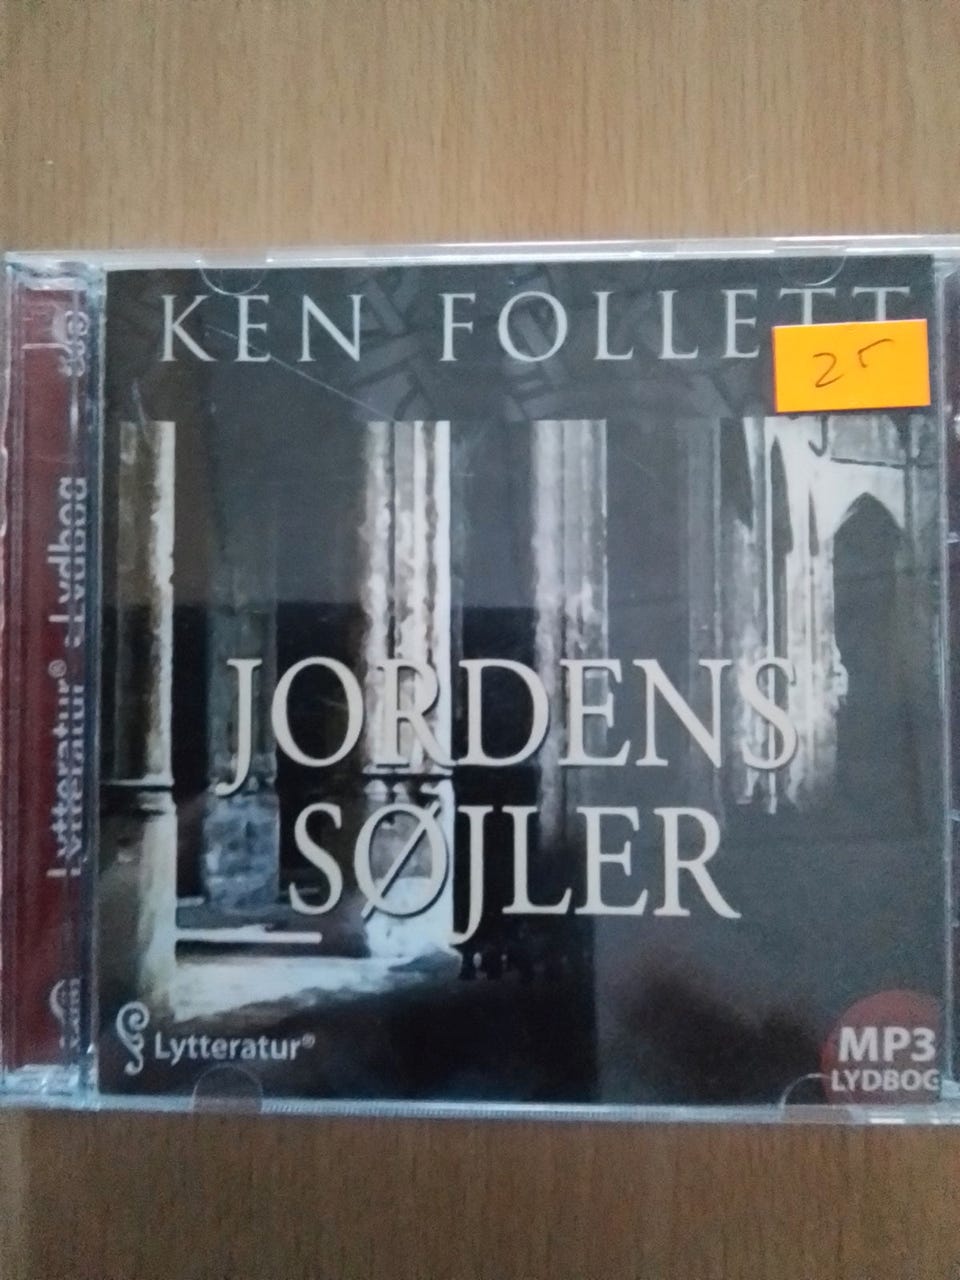 KEN FOLLETT
25
JORDENS
SØJLER
Lytteratur®
MP3
LYDBOG
Lytteratur® Lydbog